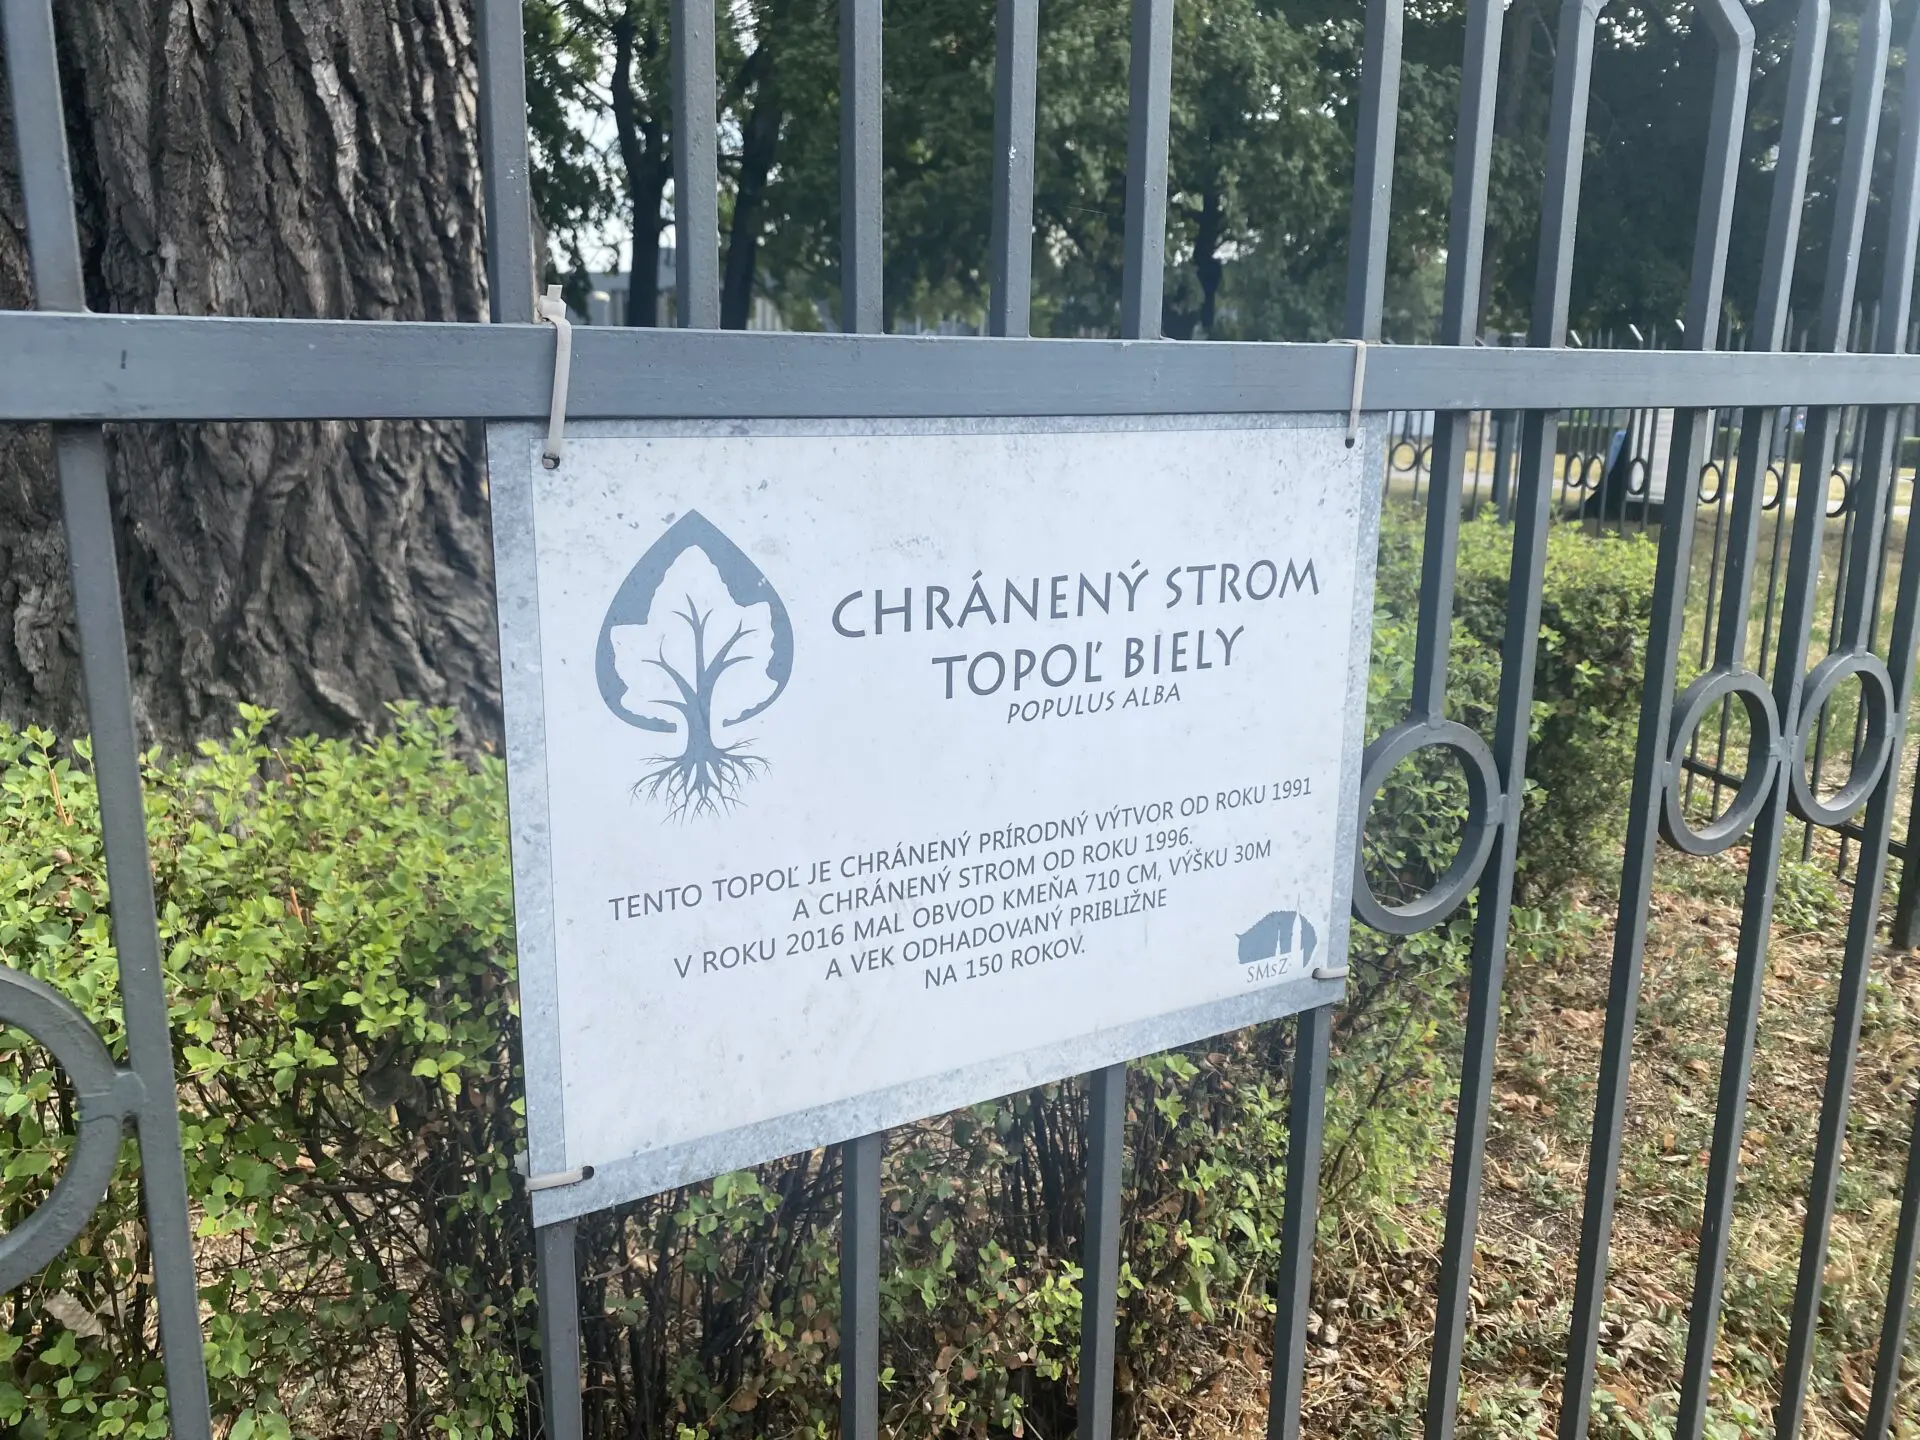 CHRÁNENÝ STROM
TOPOĽ BIELY
POPULUS ALBA
TENTO TOPOĽ JE CHRÁNENÝ PRÍRODNÝ VÝTVOR OD ROKU 1991
A CHRÁNENÝ STROM OD ROKU 1996.
V ROKU 2016 MAL OBVOD KMEŇA 710 CM, VÝŠKU 30M
A VEK ODHADOVANÝ PRIBLIŽNE
NA 150 ROKOV.
SMsZ